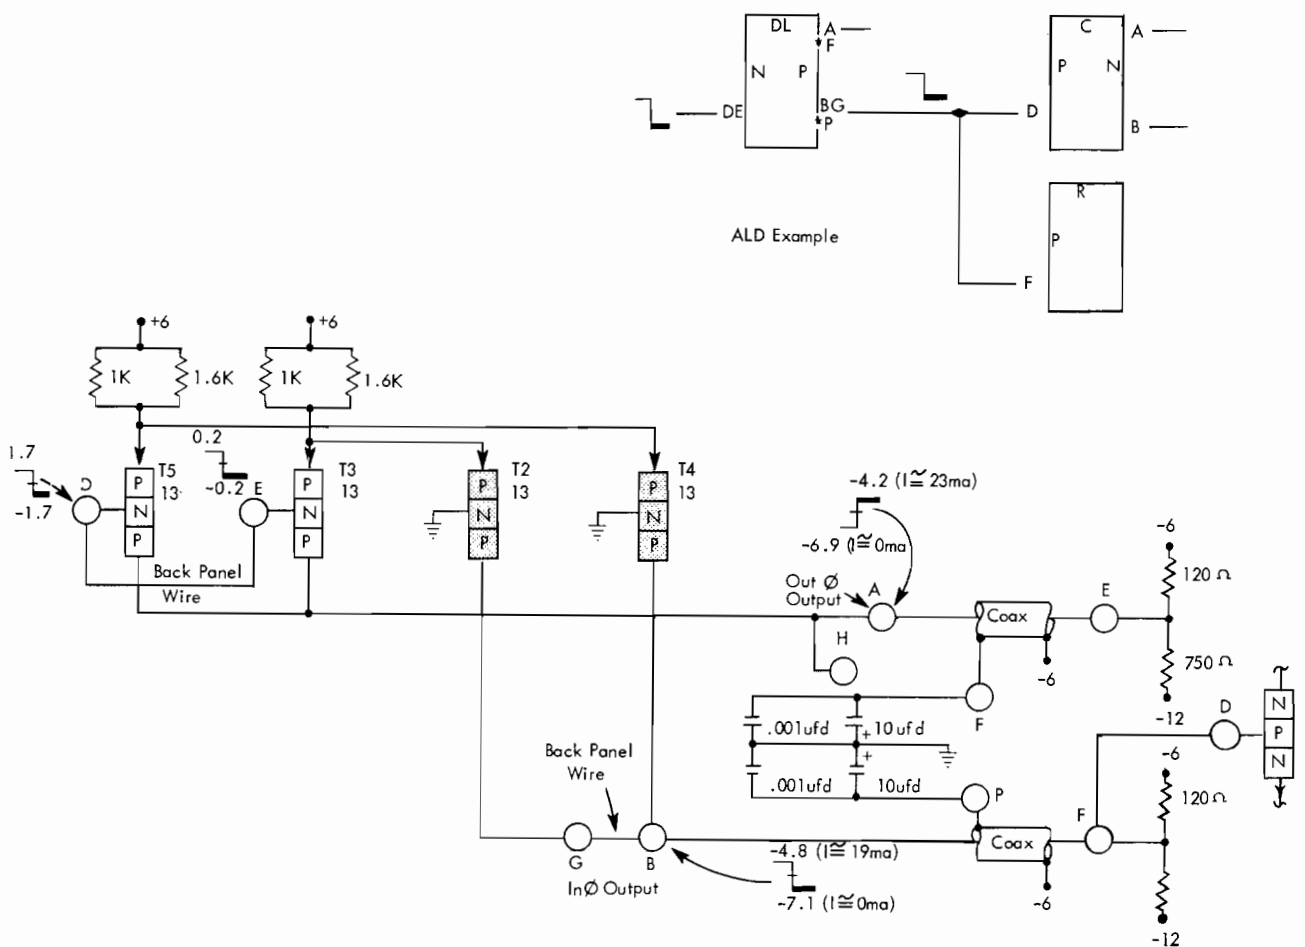 DL
A
F
N P
DE
BG
P
C
A
P N
D
B
R
P
F
ALD Example
+6
+6
1K
1.6K
1K
1.6K
1.7
-1.7
0.2
-0.2
E
T5
13
T3
13
T2
13
T4
13
P
N
P
P
N
P
P
N
P
P
N
P
Back Panel
Wire
-4.2 (I≅23ma)
-6.9 (I≅0ma
Out Ø
Output
A
H
Coax
-6
E
-6
120 Ω
750 Ω
-12
F
.001ufd
+
10 ufd
+
.001ufd
10ufd
P
D
N
P
N
Back Panel
Wire
G
B
InØ Output
-4.8 (I≅19ma)
-7.1 (I≅0ma)
Coax
-6
F
-6
120 Ω
-12